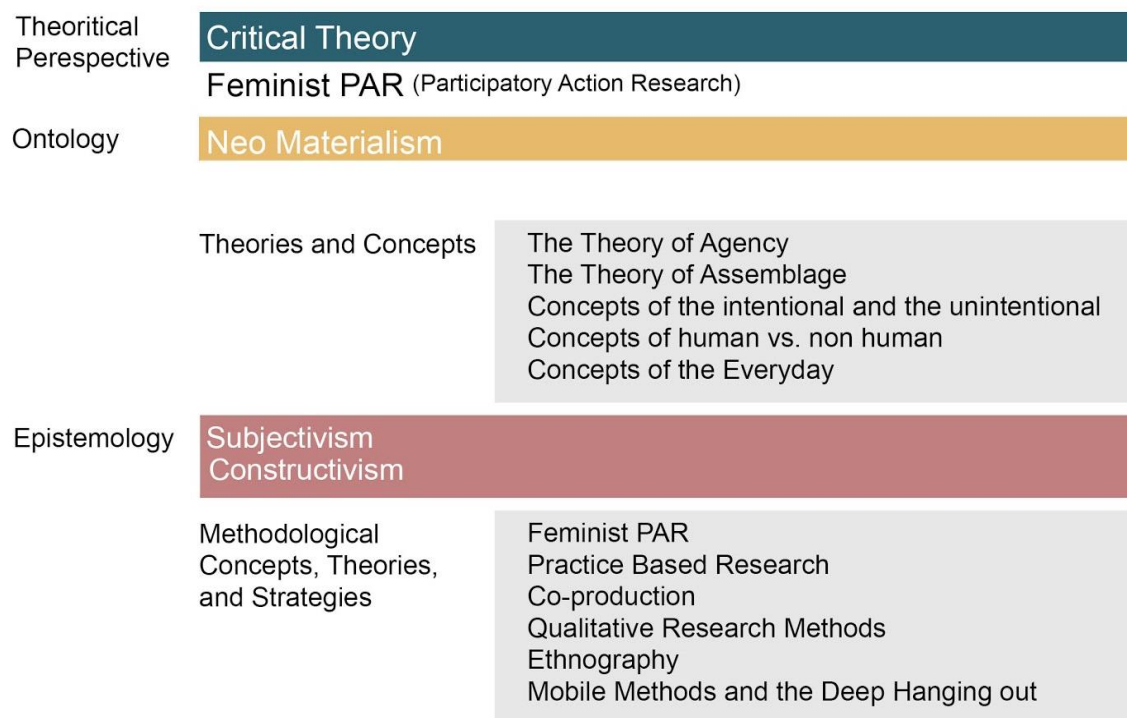 Theoritical
Perespective
Critical Theory
Feminist PAR (Participatory Action Research)
Ontology
Neo Materialism
Theories and Concepts
The Theory of Agency
The Theory of Assemblage
Concepts of the intentional and the unintentional
Concepts of human vs. non human
Concepts of the Everyday
Epistemology
Subjectivism
Constructivism
Methodological
Concepts, Theories,
and Strategies
Feminist PAR
Practice Based Research
Co-production
Qualitative Research Methods
Ethnography
Mobile Methods and the Deep Hanging out